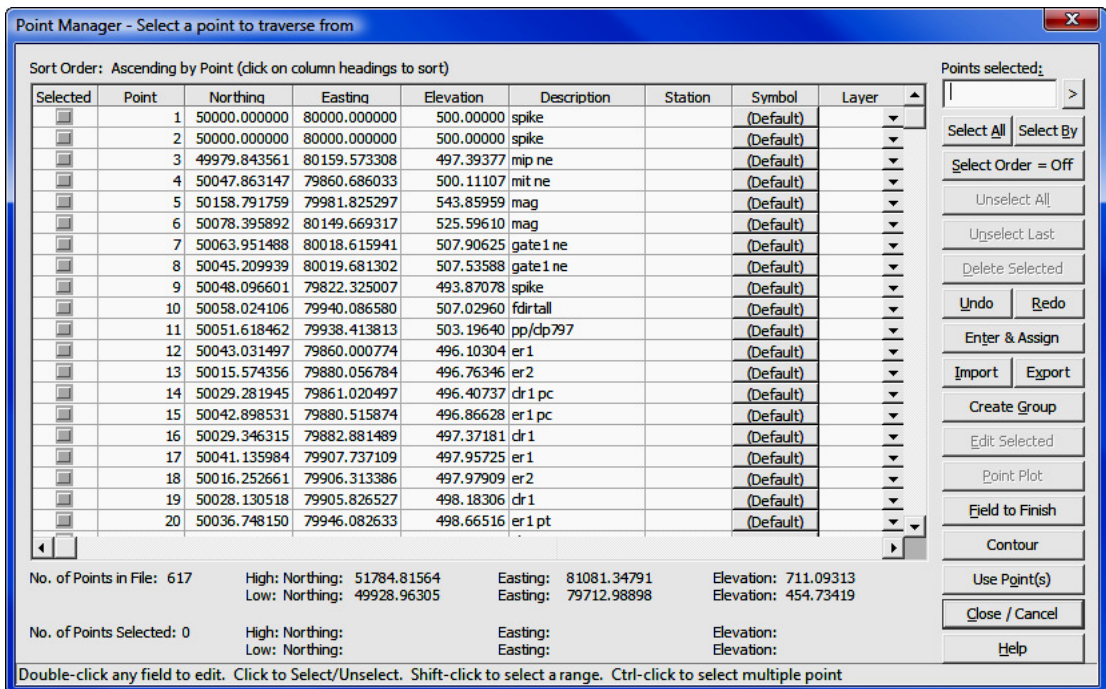 Point Manager - Select a point to traverse from
Sort Order: Ascending by Point (click on column headings to sort)
Selected Point Northing Easting Elevation Description Station Symbol Layer
1 50000.000000 80000.000000 500.00000 spike (Default)
2 50000.000000 80000.000000 500.00000 spike (Default)
3 49979.843561 80159.573308 497.39377 mip ne (Default)
4 50047.863147 79860.686033 500.11107 mit ne (Default)
5 50158.791759 79981.825297 543.85959 mag (Default)
6 50078.395892 80149.669317 525.59610 mag (Default)
7 50063.951488 80018.615941 507.90625 gate1 ne (Default)
8 50045.209939 80019.681302 507.53588 gate1 ne (Default)
9 50048.096601 79822.325007 493.87078 spike (Default)
10 50058.024106 79940.086580 507.02960 fdirtall (Default)
11 50051.618462 79938.413813 503.19640 pp/clp797 (Default)
12 50043.031497 79860.000774 496.10304 er1 (Default)
13 50015.574356 79880.056784 496.76346 er2 (Default)
14 50029.281945 79861.020497 496.40737 clr1 pc (Default)
15 50042.898531 79880.515874 496.86628 er1 pc (Default)
16 50029.346315 79882.881489 497.37181 clr1 (Default)
17 50041.135984 79907.737109 497.95725 er1 (Default)
18 50016.252661 79906.313386 497.97909 er2 (Default)
19 50028.130518 79905.826527 498.18306 clr1 (Default)
20 50036.748150 79946.082633 498.66516 er1 pt (Default)
No. of Points in File: 617 High: Northing: 51784.81564 Easting: 81081.34791 Elevation: 711.09313
Low: Northing: 49928.96305 Easting: 79712.98898 Elevation: 454.73419
No. of Points Selected: 0 High: Northing: Easting: Elevation:
Low: Northing: Easting: Elevation:
Points selected:
>
Select All Select By
Select Order = Off
Unselect All
Unselect Last
Delete Selected
Undo Redo
Enter & Assign
Import Export
Create Group
Edit Selected
Point Plot
Field to Finish
Contour
Use Point(s)
Close / Cancel
Help
Double-click any field to edit. Click to Select/Unselect. Shift-click to select a range. Ctrl-click to select multiple point